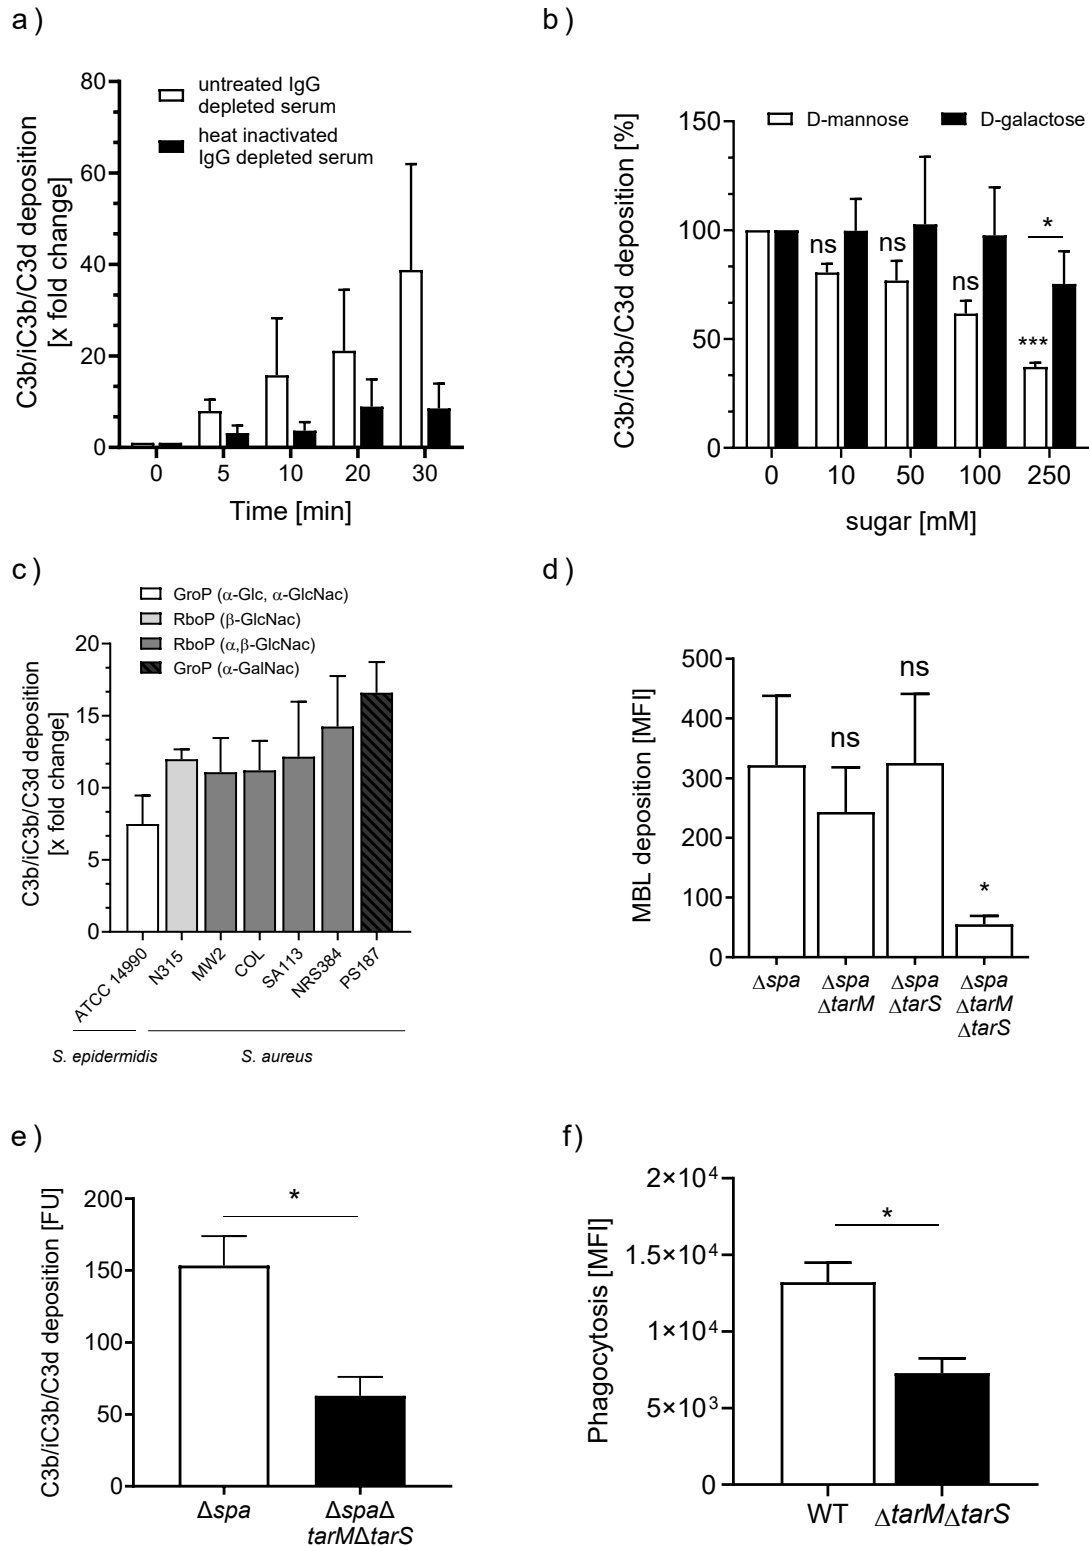 a)
C3b/iC3b/C3d deposition
[x fold change]
80
60
40
20
0
untreated IgG
depleted serum
heat inactivated
IgG depleted serum
0 5 10 20 30
Time [min]
b)
C3b/iC3b/C3d deposition [%]
150
100
50
0
D-mannose D-galactose
ns ns ns *** *
0 10 50 100 250
sugar [mM]
c)
GroP (α-Glc, α-GlcNac)
RboP (β-GlcNac)
RboP (α,β-GlcNac)
GroP (α-GalNac)
C3b/iC3b/C3d deposition
[x fold change]
20
15
10
5
0
ATCC 14990 N315 MW2 COL SA113 NRS384 PS187
S. epidermidis S. aureus
d)
MBL deposition [MFI]
500
400
300
200
100
0
ns ns *
Δspa Δspa Δspa Δspa
ΔtarM ΔtarS ΔtarM
ΔtarS
e)
C3b/iC3b/C3d deposition [FU]
200
150
100
50
0
*
Δspa ΔspaΔ
tarMΔtarS
f)
Phagocytosis [MFI]
2×10⁴
1.5×10⁴
1×10⁴
5×10³
0
*
WT ΔtarMΔtarS